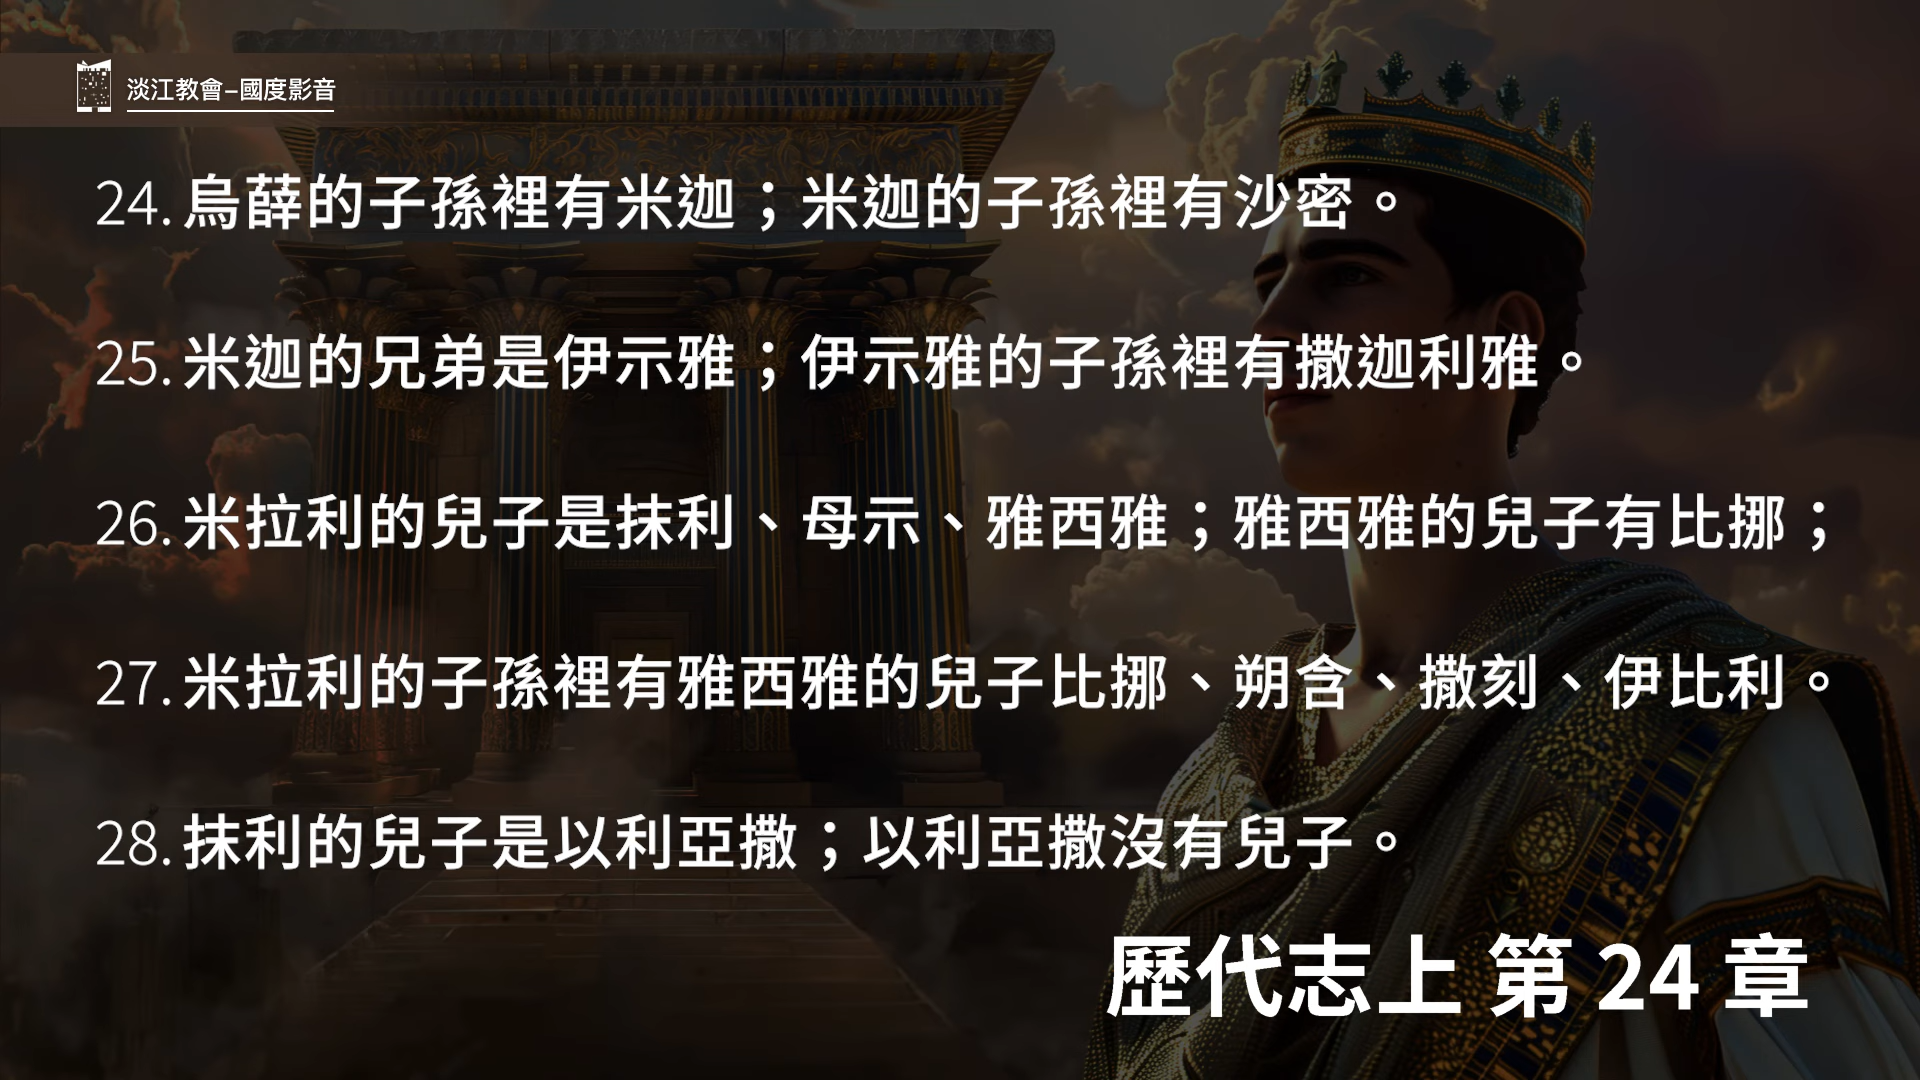 淡江教會–國度影音
24. 烏薛的子孫裡有米迦；米迦的子孫裡有沙密。
25. 米迦的兄弟是伊示雅；伊示雅的子孫裡有撒迦利雅。
26. 米拉利的兒子是抹利、母示、雅西雅；雅西雅的兒子有比挪；
27. 米拉利的子孫裡有雅西雅的兒子比挪、朔含、撒刻、伊比利。
28. 抹利的兒子是以利亞撒；以利亞撒沒有兒子。
歷代志上 第 24 章